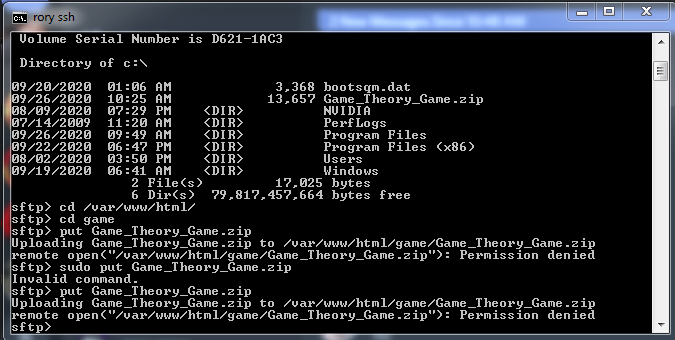 rory ssh
2 New Messages Since 10:46 AM
Volume Serial Number is D621-1AC3
Directory of c:\
09/20/2020 01:06 AM 3,368 bootsqm.dat
09/26/2020 10:25 AM 13,657 Game_Theory_Game.zip
08/09/2020 07:29 PM <DIR> NVIDIA
07/14/2009 11:20 AM <DIR> PerfLogs
09/26/2020 09:49 AM <DIR> Program Files
09/22/2020 06:47 PM <DIR> Program Files (x86)
08/02/2020 03:50 PM <DIR> Users
09/19/2020 06:41 AM <DIR> Windows
2 File(s) 17,025 bytes
6 Dir(s) 79,817,457,664 bytes free
sftp> cd /var/www/html/
sftp> cd game
sftp> put Game_Theory_Game.zip
Uploading Game_Theory_Game.zip to /var/www/html/game/Game_Theory_Game.zip
remote open("/var/www/html/game/Game_Theory_Game.zip"): Permission denied
sftp> sudo put Game_Theory_Game.zip
Invalid command.
sftp> put Game_Theory_Game.zip
Uploading Game_Theory_Game.zip to /var/www/html/game/Game_Theory_Game.zip
remote open("/var/www/html/game/Game_Theory_Game.zip"): Permission denied
sftp>